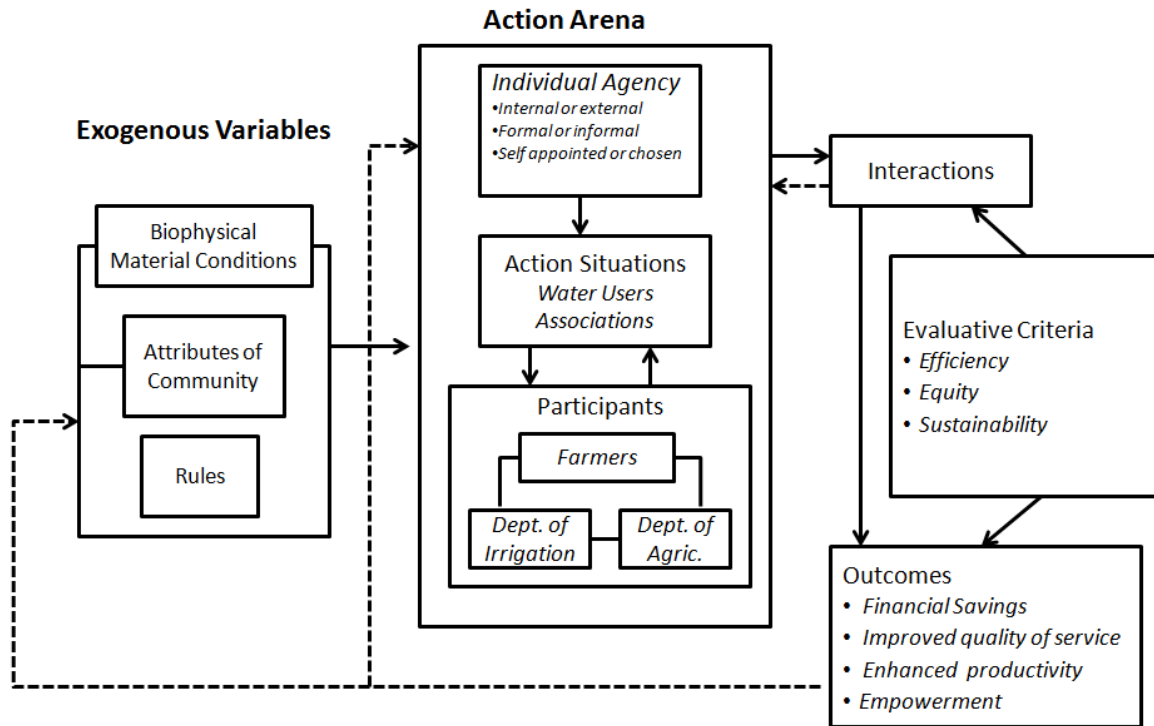 Action Arena
Exogenous Variables
Biophysical
Material Conditions
Attributes of
Community
Rules
Individual Agency
•Internal or external
•Formal or informal
•Self appointed or chosen
Action Situations
Water Users
Associations
Participants
Farmers
Dept. of
Irrigation
Dept. of
Agric.
Interactions
Evaluative Criteria
• Efficiency
• Equity
• Sustainability
Outcomes
• Financial Savings
• Improved quality of service
• Enhanced productivity
• Empowerment